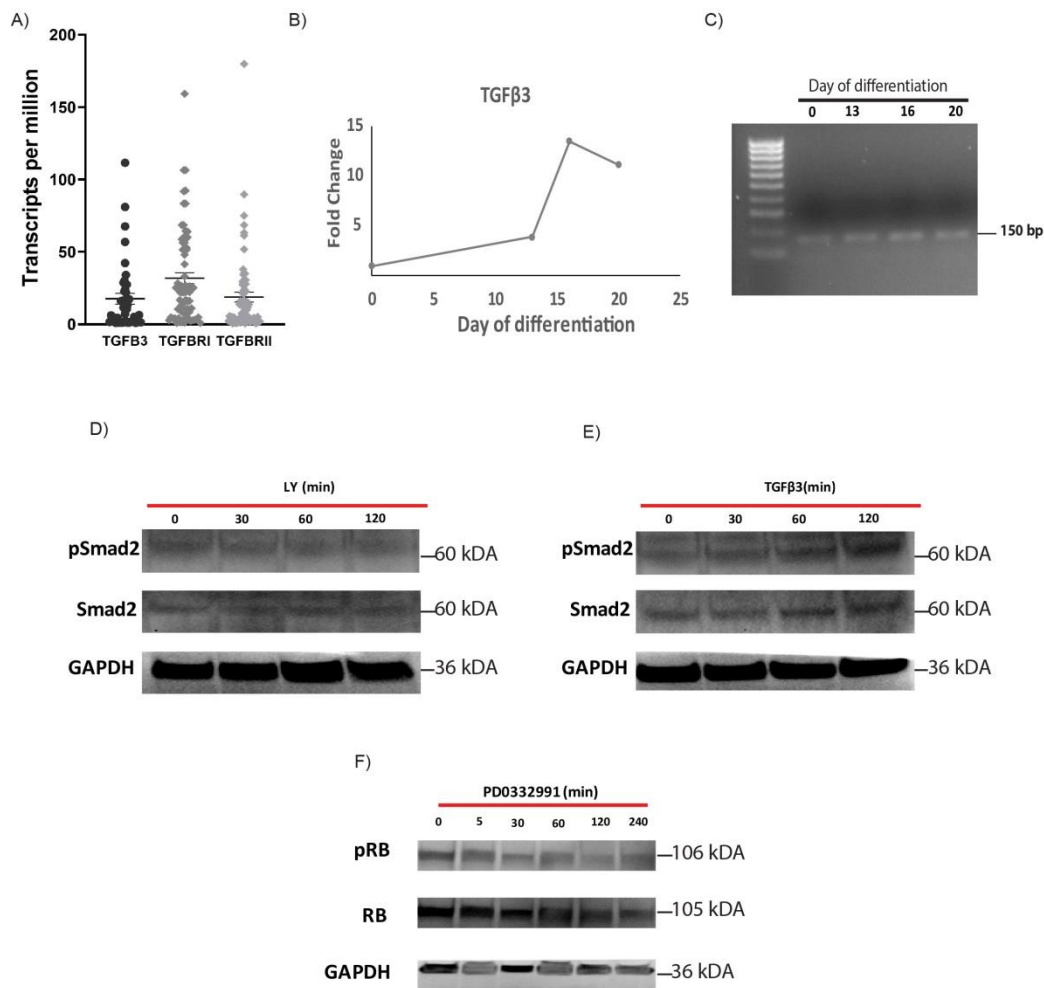 A)
Transcripts per million
200
150
100
50
0
TGFB3 TGFBRI TGFBRII
B)
TGFβ3
Fold Change
15
10
5
0 5 10 15 20 25
Day of differentiation
C)
Day of differentiation
0 13 16 20
150 bp
D)
LY (min)
0 30 60 120
pSmad2 60 kDA
Smad2 60 kDA
GAPDH 36 kDA
E)
TGFβ3(min)
0 30 60 120
pSmad2 60 kDA
Smad2 60 kDA
GAPDH 36 kDA
F)
PD0332991 (min)
0 5 30 60 120 240
pRB 106 kDA
RB 105 kDA
GAPDH 36 kDA